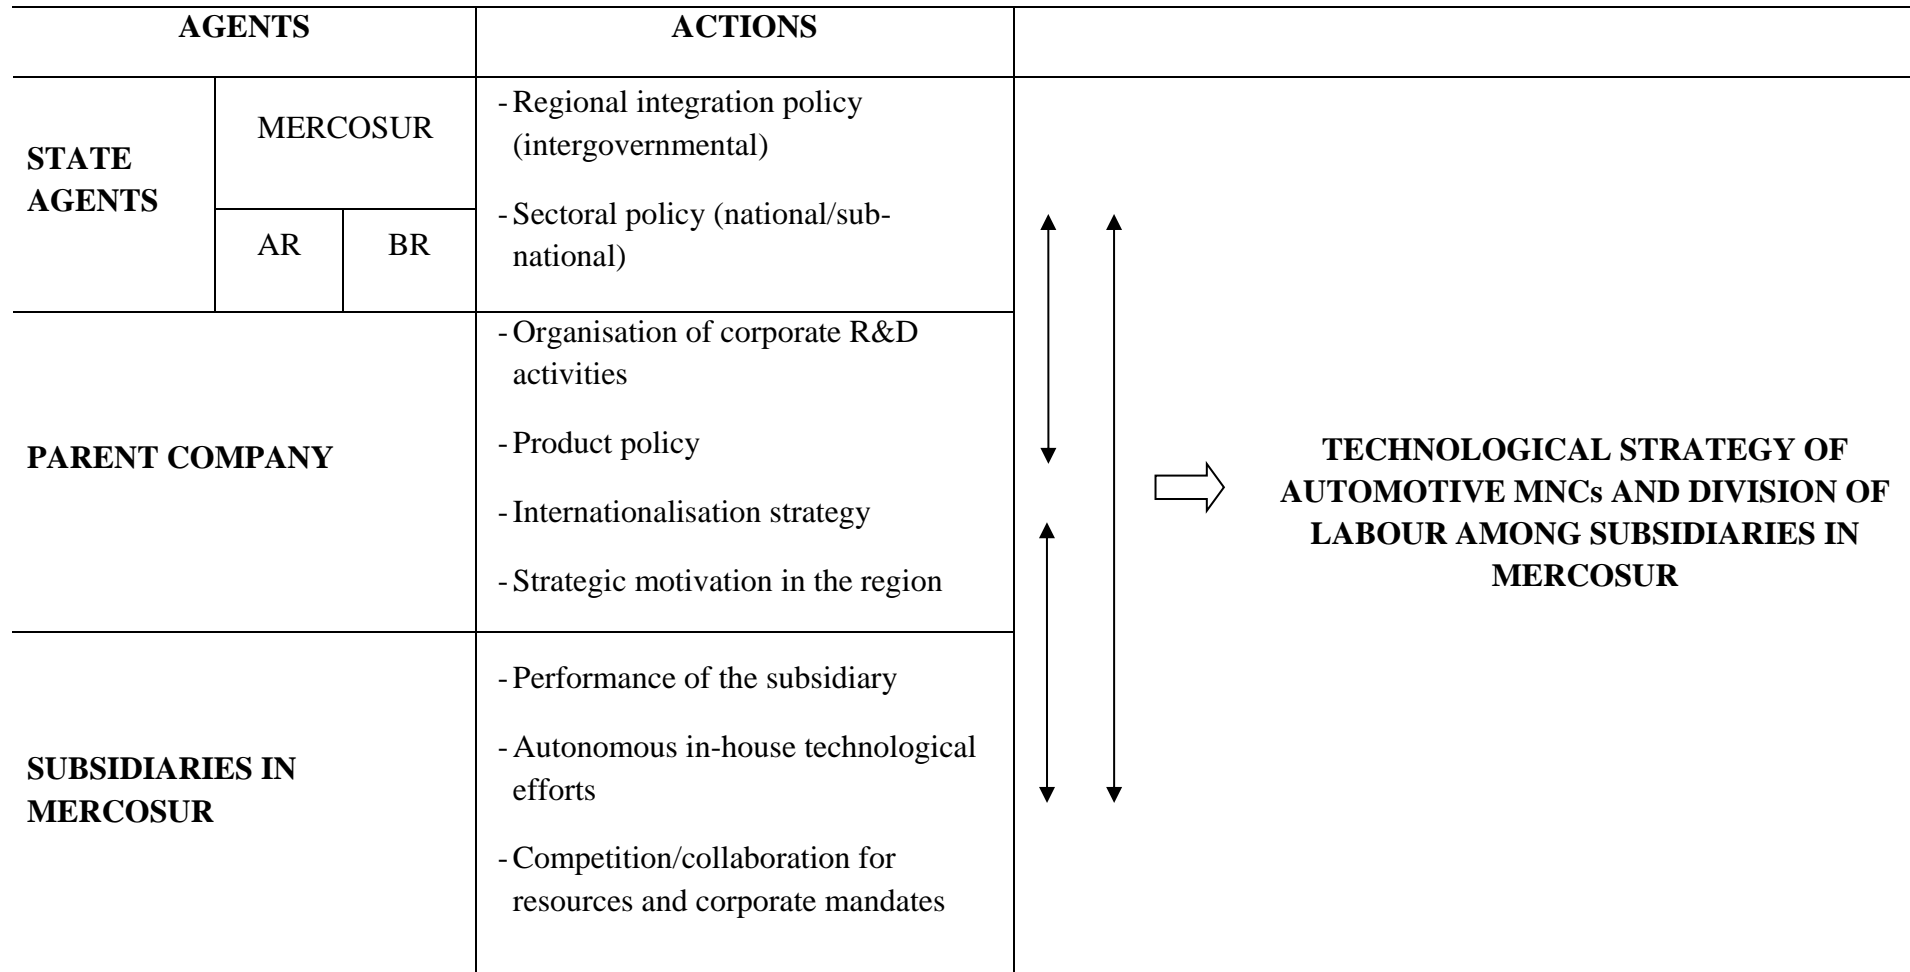 AGENTS
ACTIONS
STATE
AGENTS
MERCOSUR
AR
BR
- Regional integration policy
(intergovernmental)
- Sectoral policy (national/sub-
national)
PARENT COMPANY
- Organisation of corporate R&D
activities
- Product policy
- Internationalisation strategy
- Strategic motivation in the region
SUBSIDIARIES IN
MERCOSUR
- Performance of the subsidiary
- Autonomous in-house technological
efforts
- Competition/collaboration for
resources and corporate mandates
TECHNOLOGICAL STRATEGY OF
AUTOMOTIVE MNCs AND DIVISION OF
LABOUR AMONG SUBSIDIARIES IN
MERCOSUR